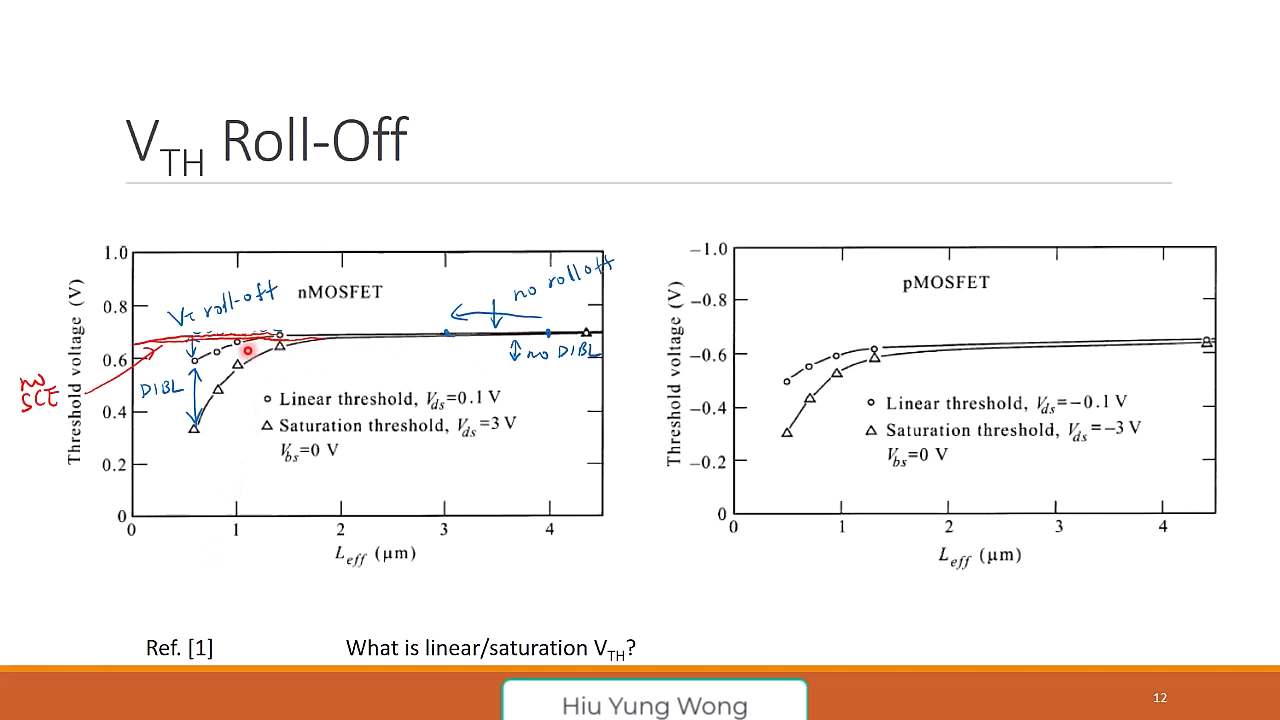 V_TH Roll-Off
1.0
0.8
0.6
0.4
0.2
0
Threshold voltage (V)
nMOSFET
V_T roll-off
no roll off
no DIBL
DIBL
no
SCE
Linear threshold, V_ds=0.1 V
Saturation threshold, V_ds=3 V
V_bs=0 V
0 1 2 3 4
L_eff (μm)
−1.0
−0.8
−0.6
−0.4
−0.2
0
Threshold voltage (V)
pMOSFET
Linear threshold, V_ds=−0.1 V
Saturation threshold, V_ds=−3 V
V_bs=0 V
0 1 2 3 4
L_eff (μm)
Ref. [1]
What is linear/saturation V_TH?
12
Hiu Yung Wong